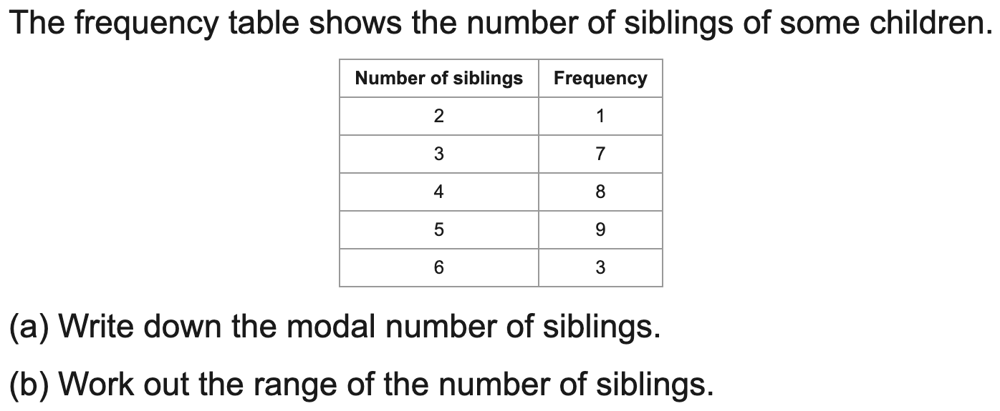 The frequency table shows the number of siblings of some children.
Number of siblings Frequency
2 1
3 7
4 8
5 9
6 3
(a) Write down the modal number of siblings.
(b) Work out the range of the number of siblings.